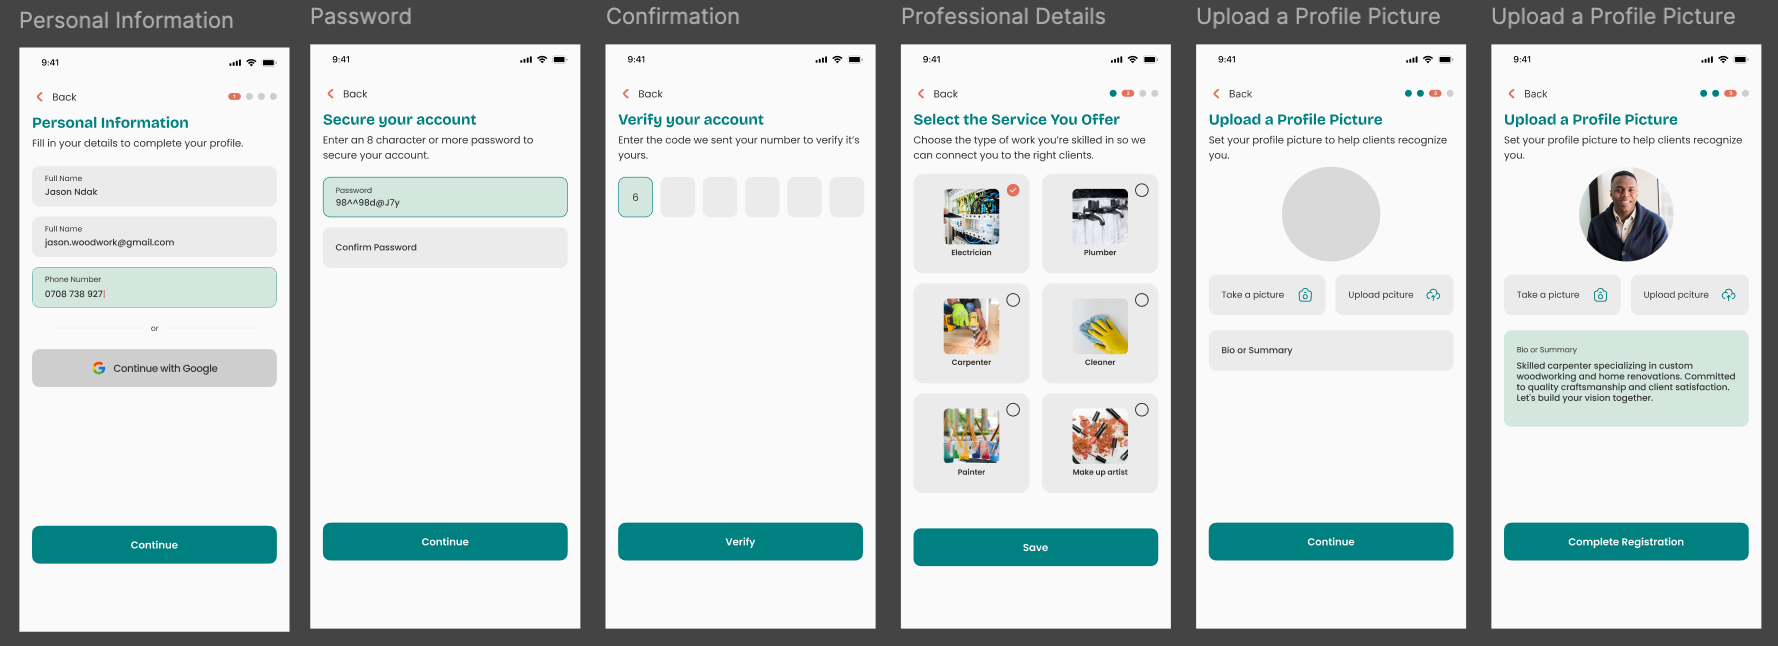 Personal Information
9:41
Back
1
Personal Information
Fill in your details to complete your profile.
Full Name
Jason Ndak
Full Name
jason.woodwork@gmail.com
Phone Number
0708 738 927
or
Continue with Google
Continue
Password
9:41
Back
Secure your account
Enter an 8 character or more password to
secure your account.
Password
98^^98d@J7y
Confirm Password
Continue
Confirmation
9:41
Back
Verify your account
Enter the code we sent your number to verify it's
yours.
6
Verify
Professional Details
9:41
Back
2
Select the Service You Offer
Choose the type of work you're skilled in so we
can connect you to the right clients.
Electrician
Plumber
Carpenter
Cleaner
Painter
Make up artist
Save
Upload a Profile Picture
9:41
Back
3
Upload a Profile Picture
Set your profile picture to help clients recognize
you.
Take a picture
Upload pciture
Bio or Summary
Continue
Upload a Profile Picture
9:41
Back
3
Upload a Profile Picture
Set your profile picture to help clients recognize
you.
Take a picture
Upload pciture
Bio or Summary
Skilled carpenter specializing in custom
woodworking and home renovations. Committed
to quality craftsmanship and client satisfaction.
Let's build your vision together.
Complete Registration